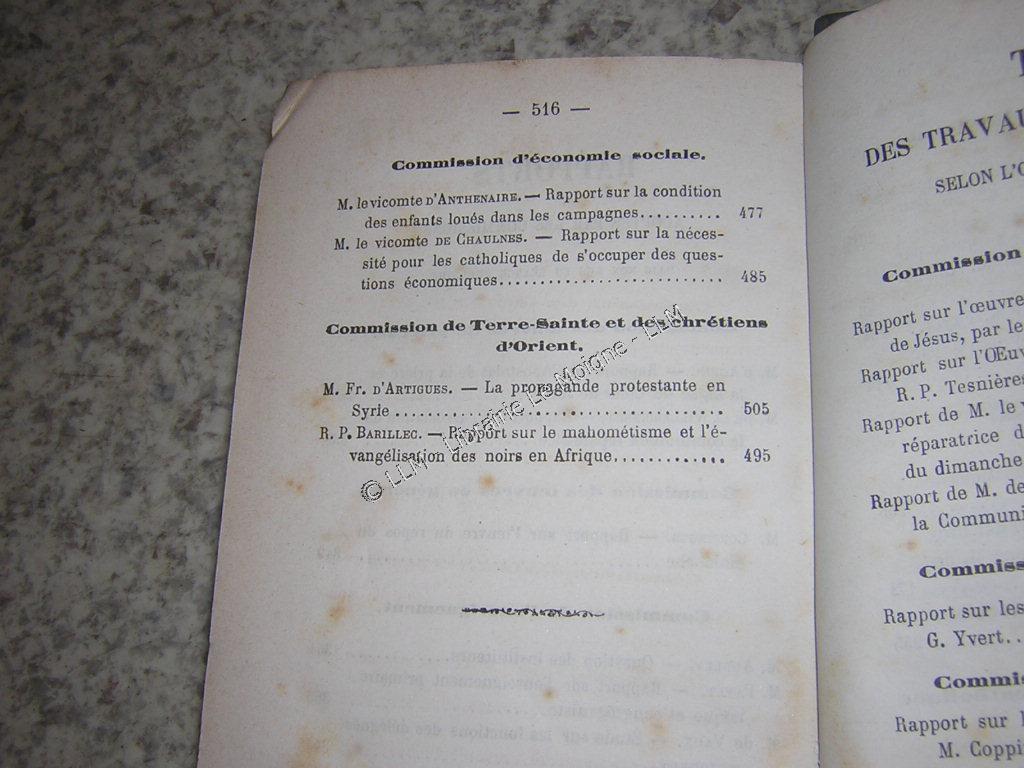 — 516 —
Commission d'économie sociale.
M. le vicomte D'ANTHENAIRE. — Rapport sur la condition
des enfants loués dans les campagnes.......... 477
M. le vicomte DE CHAULNES. — Rapport sur la néces-
sité pour les catholiques de s'occuper des ques-
tions économiques............................ 485
Commission de Terre-Sainte et des chrétiens
d'Orient.
M. FR. D'ARTIGUES. — La propagande protestante en
Syrie ........................................ 505
R. P. BARILLEC. — Rapport sur le mahométisme et l'é-
vangélisation des noirs en Afrique.............. 495
© LLM - Librairie Le Moigne - LLM
T
DES TRAVAU
SELON L'O
Commission
Rapport sur l'œuvre
de Jésus, par le
Rapport sur l'OEuv
R. P. Tesnières
Rapport de M. le v
réparatrice d
du dimanche
Rapport de M. de
la Communi
Commiss
Rapport sur les
G. Yvert..
Commis
Rapport sur l
M. Coppi